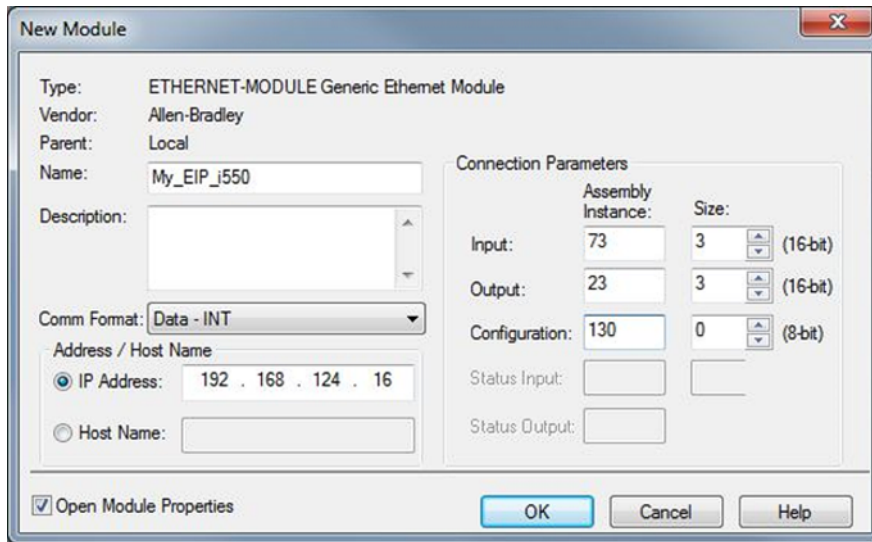 New Module
Type: ETHERNET-MODULE Generic Ethernet Module
Vendor: Allen-Bradley
Parent: Local
Name: My_EIP_i550
Description:
Comm Format: Data - INT
Address / Host Name
IP Address: 192 . 168 . 124 . 16
Host Name:
Connection Parameters
Assembly
Instance: Size:
Input: 73 3 (16-bit)
Output: 23 3 (16-bit)
Configuration: 130 0 (8-bit)
Status Input:
Status Output:
Open Module Properties
OK Cancel Help